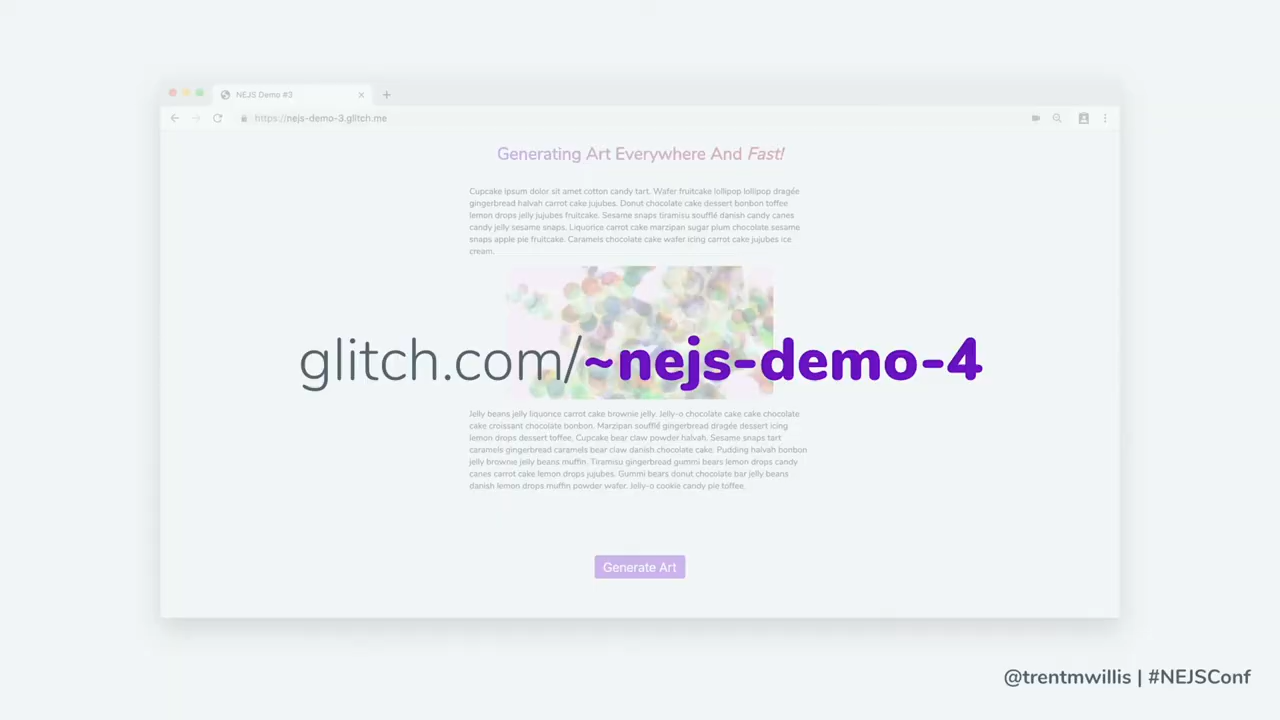 NEJS Demo #3
https://nejs-demo-3.glitch.me
Generating Art Everywhere And Fast!
Cupcake ipsum dolor sit amet cotton candy tart. Wafer fruitcake lollipop lollipop dragée
gingerbread halvah carrot cake jujubes. Donut chocolate cake dessert bonbon toffee
lemon drops jelly jujubes fruitcake. Sesame snaps tiramisu soufflé danish candy canes
candy jelly sesame snaps. Liquorice carrot cake marzipan sugar plum chocolate sesame
snaps apple pie fruitcake. Caramels chocolate cake wafer icing carrot cake jujubes ice
cream.
glitch.com/~nejs-demo-4
Jelly beans jelly liquorice carrot cake brownie jelly. Jelly-o chocolate cake cake chocolate
cake croissant chocolate bonbon. Marzipan soufflé gingerbread dragée dessert icing
lemon drops dessert toffee. Cupcake bear claw powder halvah. Sesame snaps tart
caramels gingerbread caramels bear claw danish chocolate cake. Pudding halvah bonbon
jelly brownie jelly beans muffin. Tiramisu gingerbread gummi bears lemon drops candy
canes carrot cake lemon drops jujubes. Gummi bears donut chocolate bar jelly beans
danish lemon drops muffin powder wafer. Jelly-o cookie candy pie toffee.
Generate Art
@trentmwillis | #NEJSConf